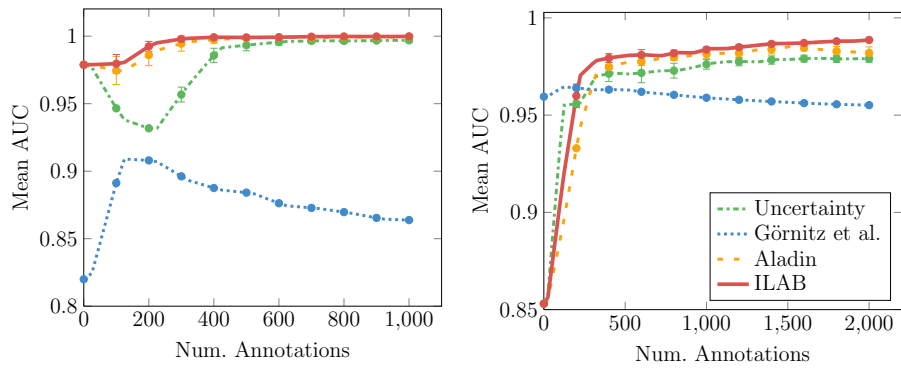 1
0.95
0.9
0.85
0.8
0 200 400 600 800 1,000
Num. Annotations
Mean AUC
1
0.95
0.9
0.85
0 500 1,000 1,500 2,000
Num. Annotations
Mean AUC
Uncertainty
Görnitz et al.
Aladin
ILAB